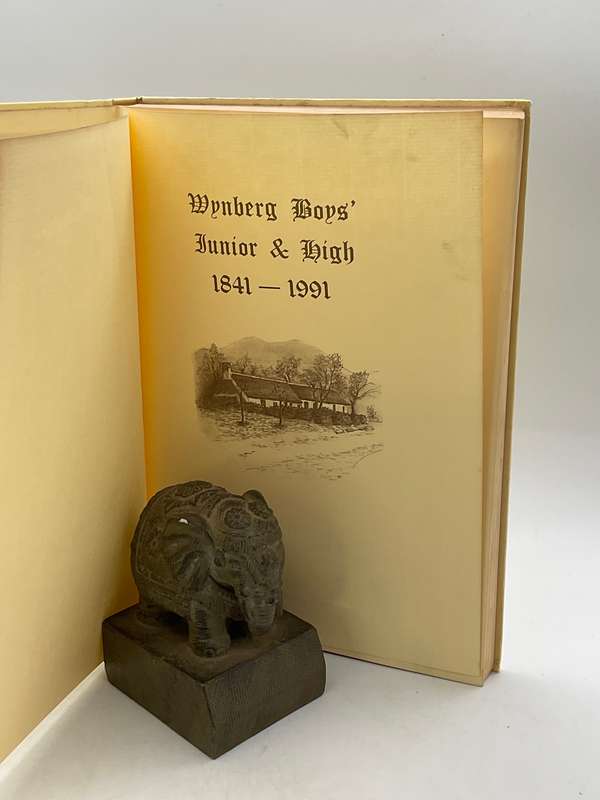 Wynberg Boys'
Junior & High
1841 — 1991